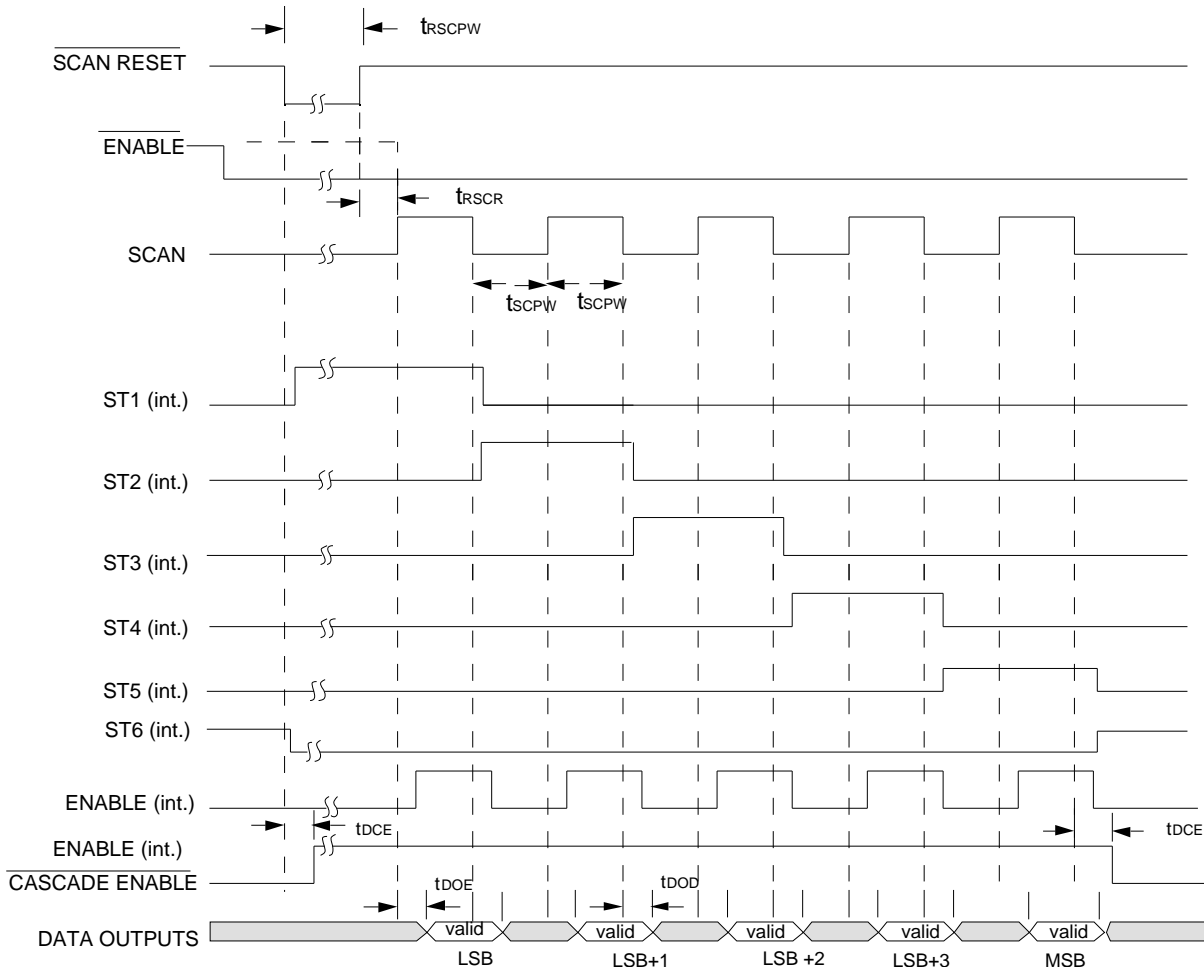 tRSCPW
SCAN RESET
ENABLE
tRSCR
SCAN
tSCPW tSCPW
ST1 (int.)
ST2 (int.)
ST3 (int.)
ST4 (int.)
ST5 (int.)
ST6 (int.)
ENABLE (int.)
tDCE tDCE
ENABLE (int.)
CASCADE ENABLE
tDOE tDOD
DATA OUTPUTS valid valid valid valid valid
LSB LSB+1 LSB +2 LSB+3 MSB